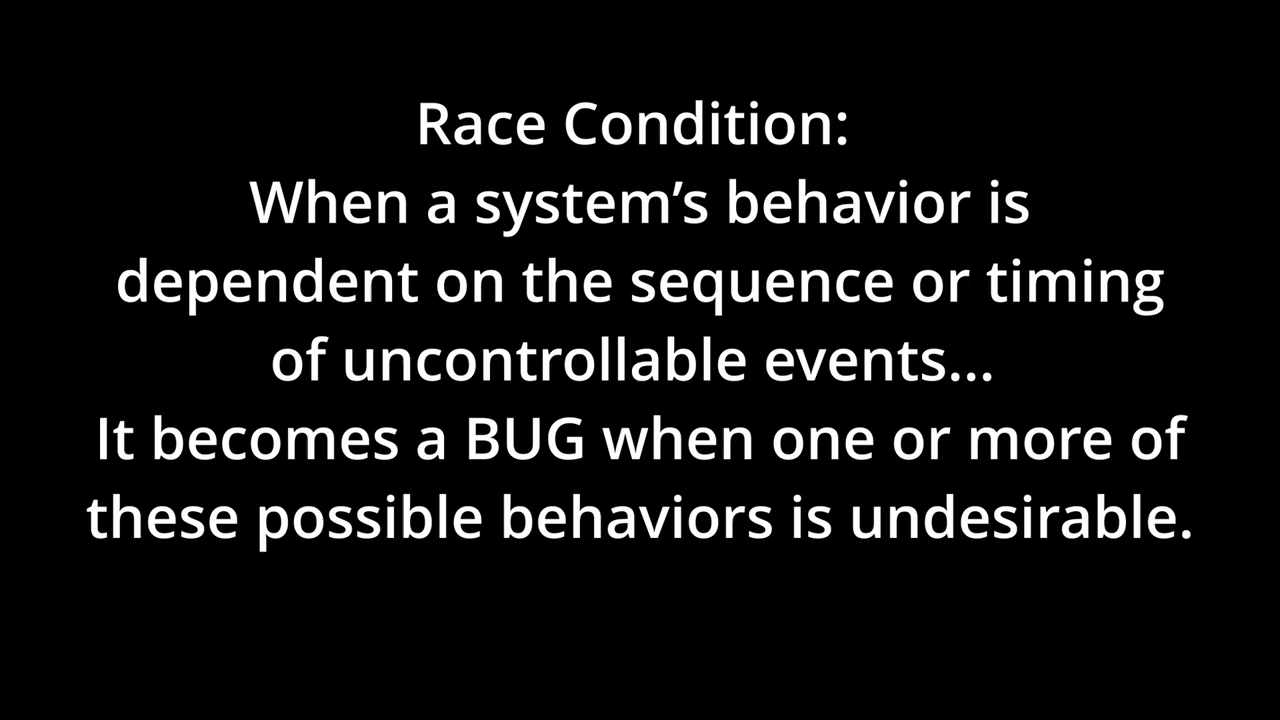 Race Condition:
When a system’s behavior is
dependent on the sequence or timing
of uncontrollable events...
It becomes a BUG when one or more of
these possible behaviors is undesirable.